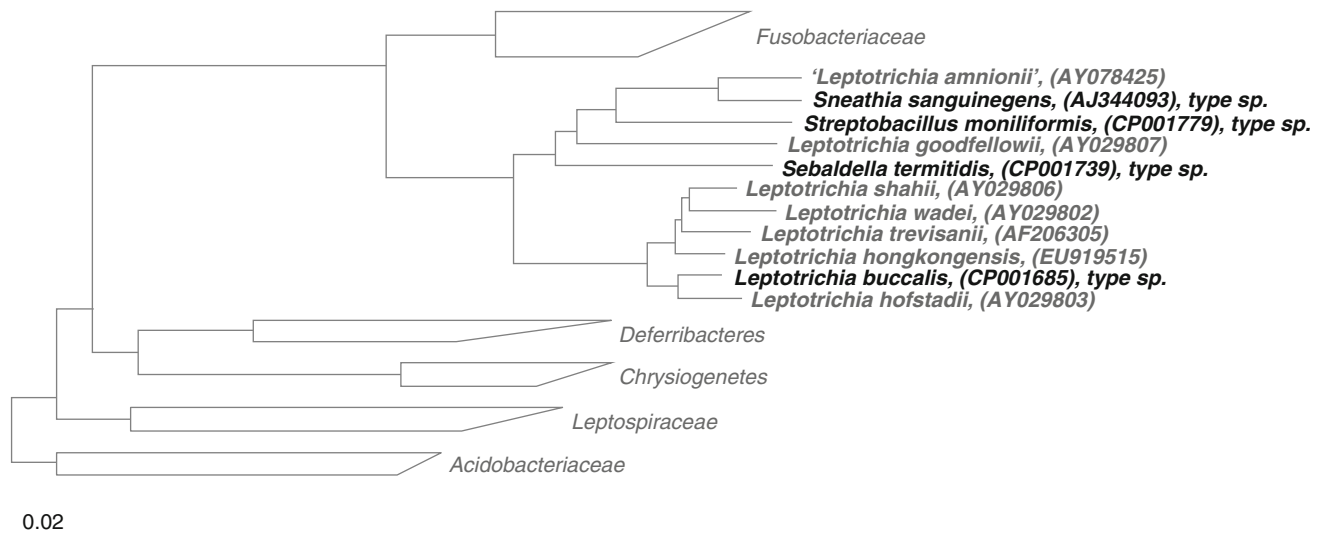 Fusobacteriaceae
‘Leptotrichia amnionii’, (AY078425)
Sneathia sanguinegens, (AJ344093), type sp.
Streptobacillus moniliformis, (CP001779), type sp.
Leptotrichia goodfellowii, (AY029807)
Sebaldella termitidis, (CP001739), type sp.
Leptotrichia shahii, (AY029806)
Leptotrichia wadei, (AY029802)
Leptotrichia trevisanii, (AF206305)
Leptotrichia hongkongensis, (EU919515)
Leptotrichia buccalis, (CP001685), type sp.
Leptotrichia hofstadii, (AY029803)
Deferribacteres
Chrysiogenetes
Leptospiraceae
Acidobacteriaceae
0.02